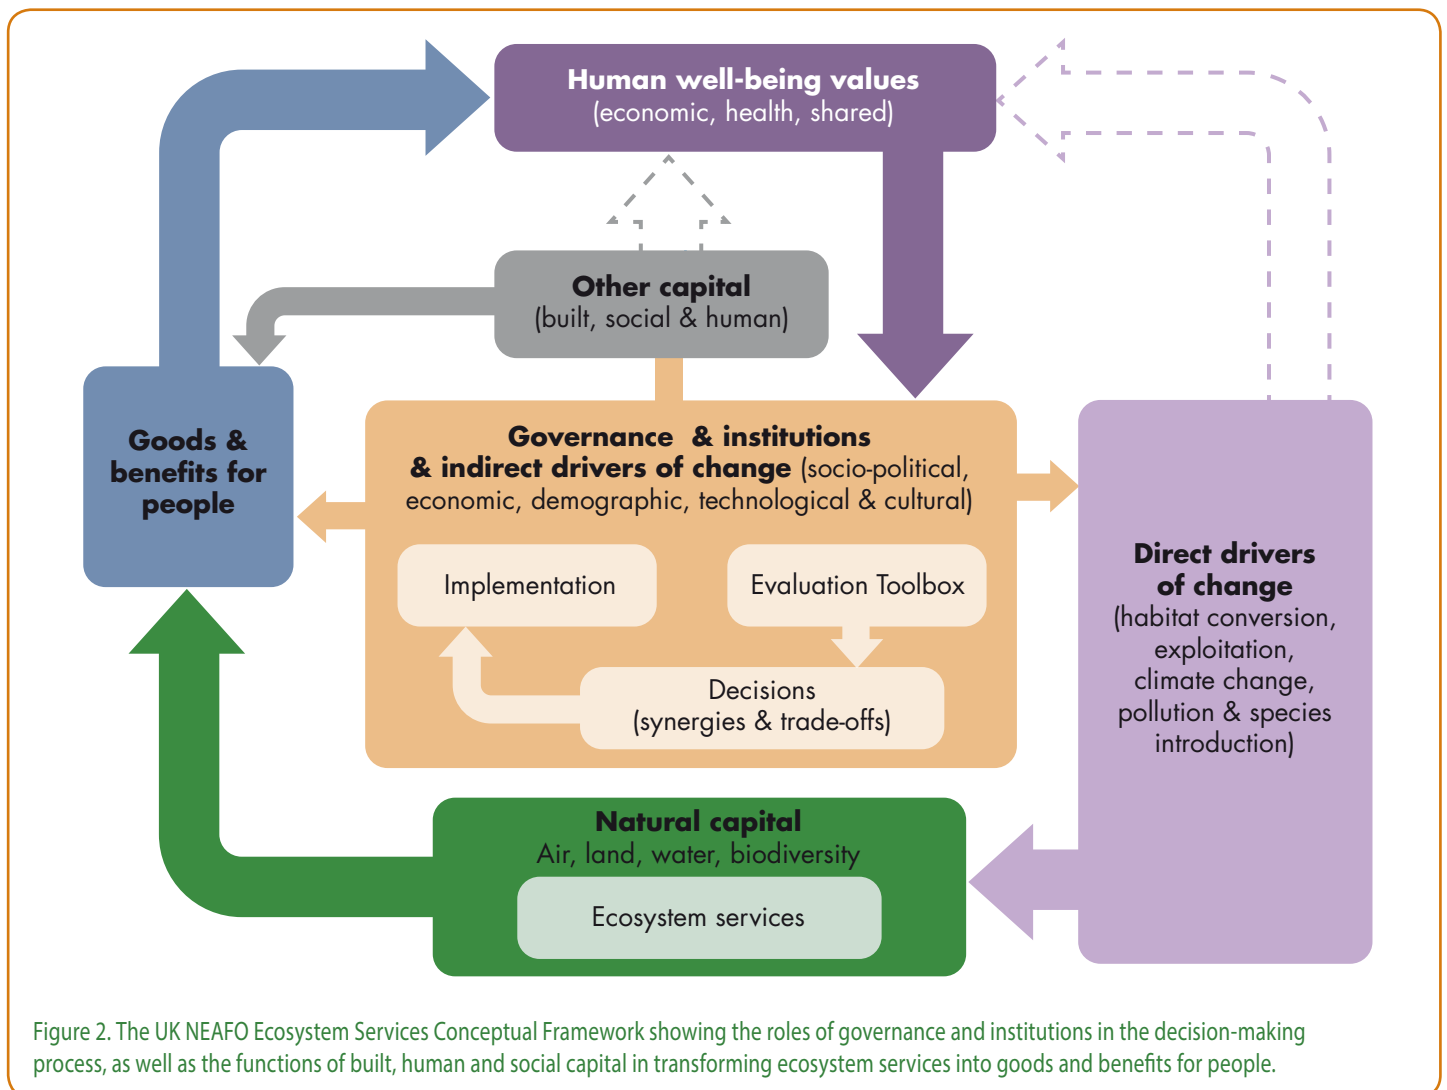 Human well-being values
(economic, health, shared)
Other capital
(built, social & human)
Goods &
benefits for
people
Governance & institutions
& indirect drivers of change (socio-political,
economic, demographic, technological & cultural)
Implementation
Evaluation Toolbox
Decisions
(synergies & trade-offs)
Direct drivers
of change
(habitat conversion,
exploitation,
climate change,
pollution & species
introduction)
Natural capital
Air, land, water, biodiversity
Ecosystem services
Figure 2. The UK NEAFO Ecosystem Services Conceptual Framework showing the roles of governance and institutions in the decision-making
process, as well as the functions of built, human and social capital in transforming ecosystem services into goods and benefits for people.